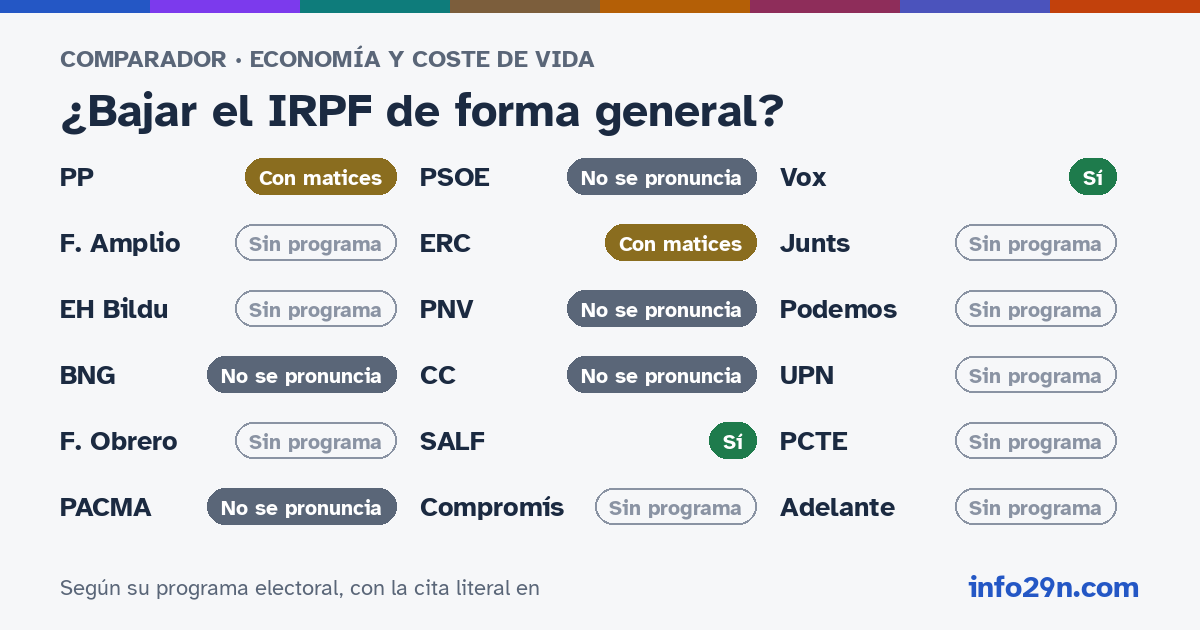 COMPARADOR · ECONOMÍA Y COSTE DE VIDA
¿Bajar el IRPF de forma general?
PP Con matices PSOE No se pronuncia Vox Sí
F. Amplio Sin programa ERC Con matices Junts Sin programa
EH Bildu Sin programa PNV No se pronuncia Podemos Sin programa
BNG No se pronuncia CC No se pronuncia UPN Sin programa
F. Obrero Sin programa SALF Sí PCTE Sin programa
PACMA No se pronuncia Compromís Sin programa Adelante Sin programa
Según su programa electoral, con la cita literal en info29n.com